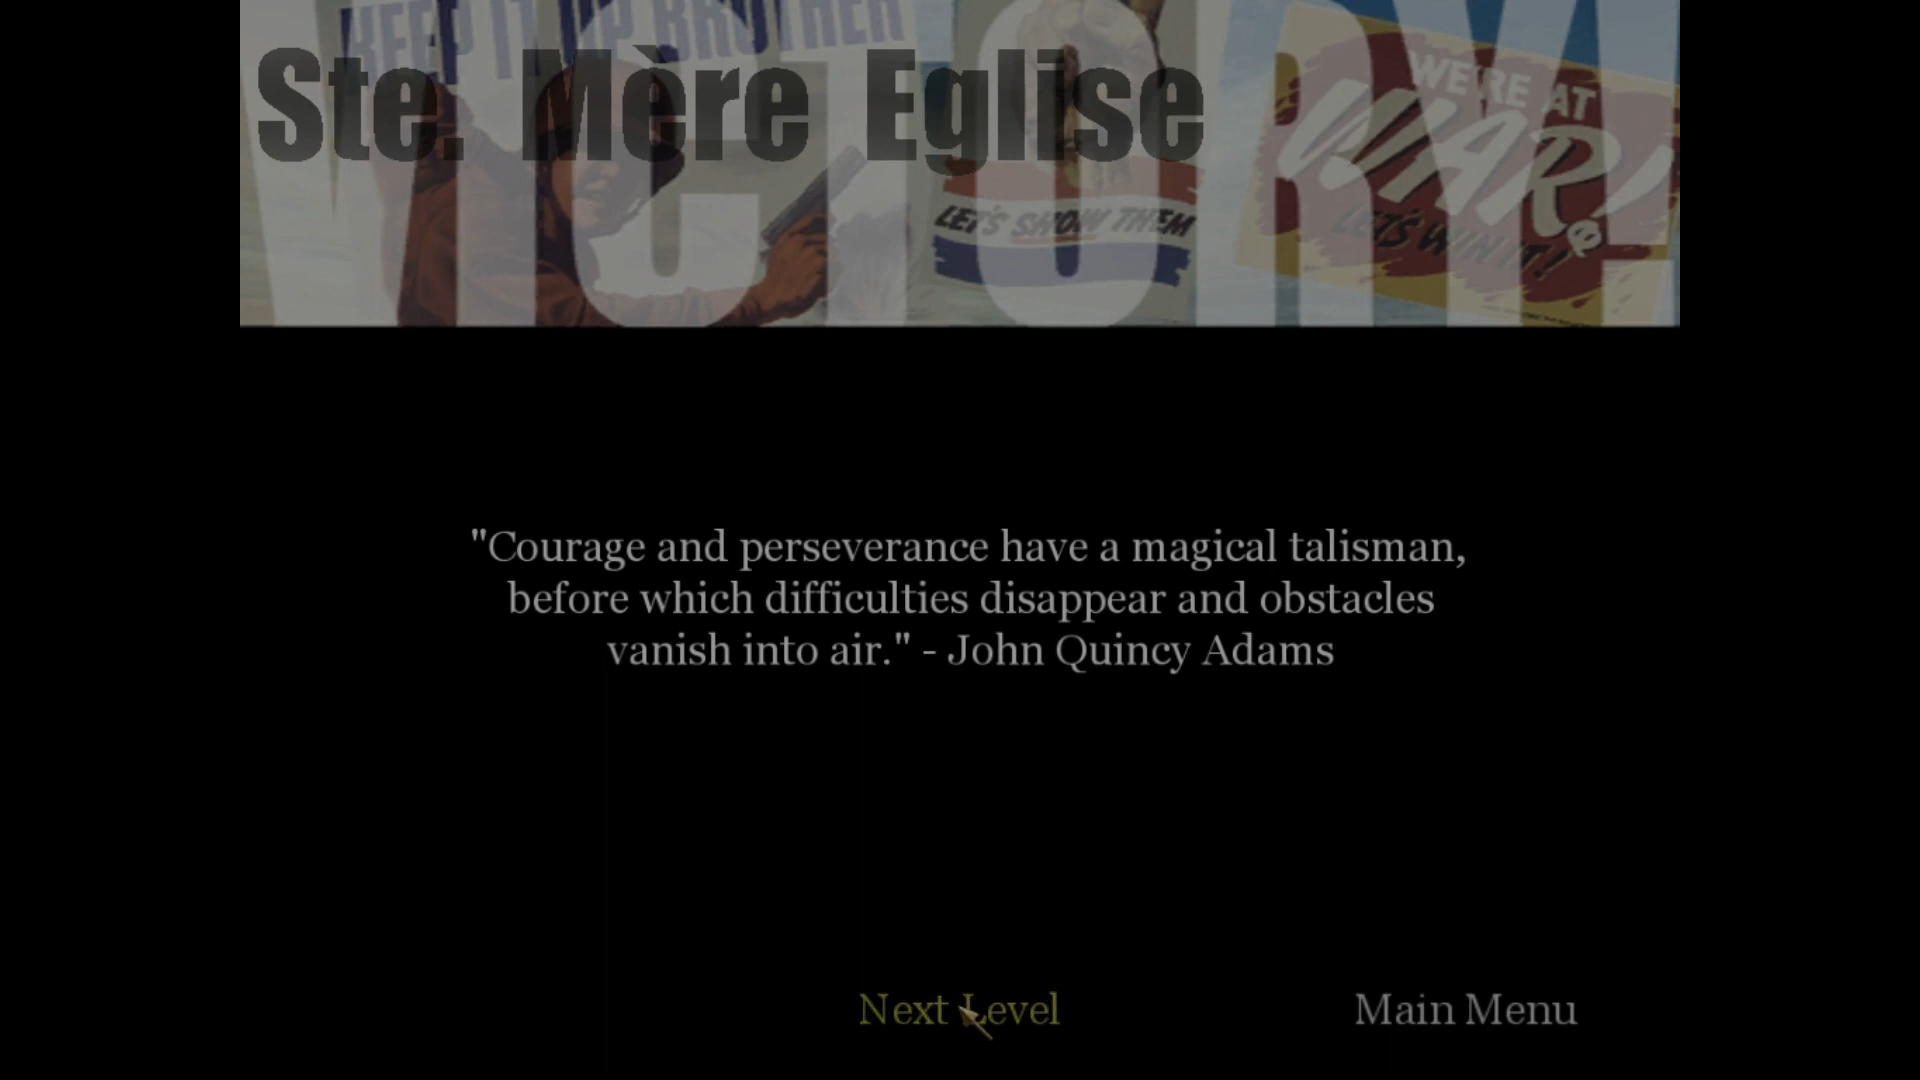 KEEP IT UP BROTHER
VICTORY!
Ste. Mère Eglise
WE'RE AT
WAR!
LET'S SHOW THEM
LET'S WIN IT!
"Courage and perseverance have a magical talisman,
before which difficulties disappear and obstacles
vanish into air." - John Quincy Adams
Next Level
Main Menu